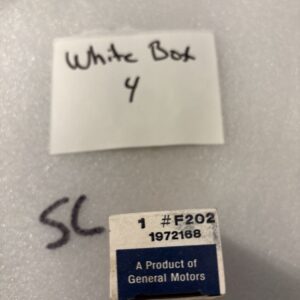 White Box
4
SC
1 #F202
1972168
A Product of
General Motors